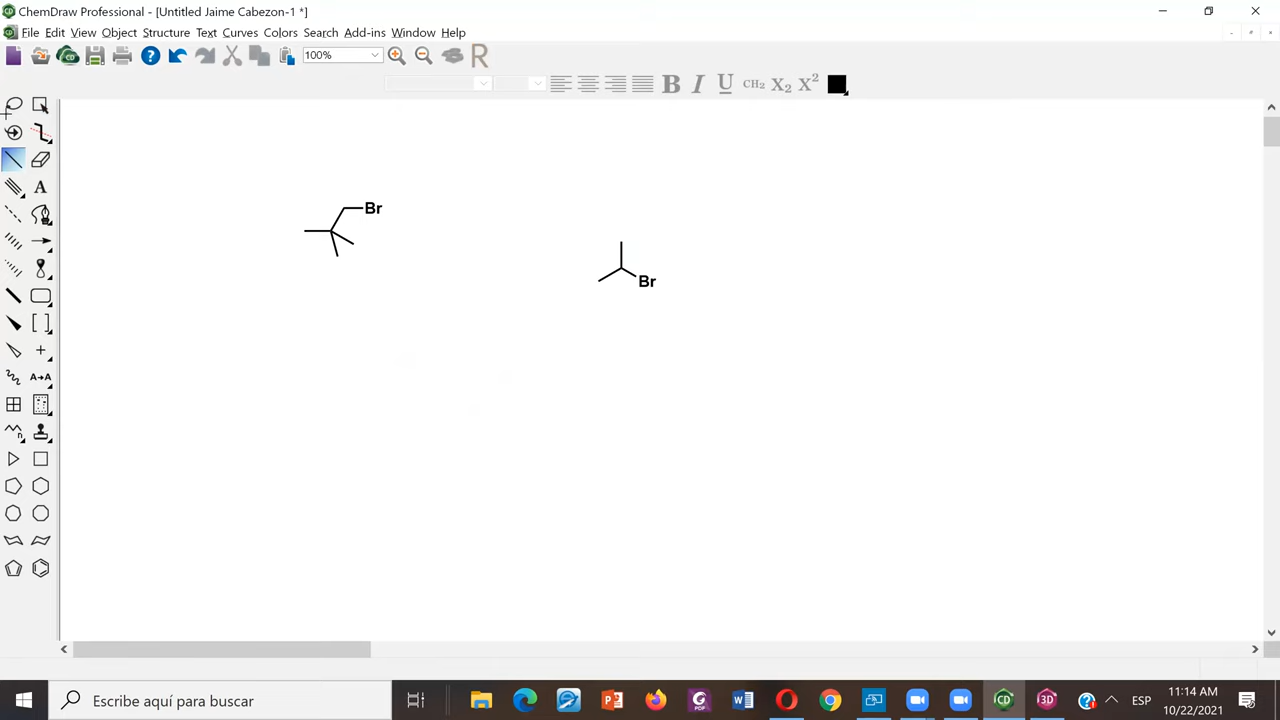 ChemDraw Professional - [Untitled Jaime Cabezon-1 *]
File Edit View Object Structure Text Curves Colors Search Add-ins Window Help
100%
R
B I U CH2 X2 X2
A
A→A
n
Br
Br
Escribe aquí para buscar
ESP
11:14 AM
10/22/2021